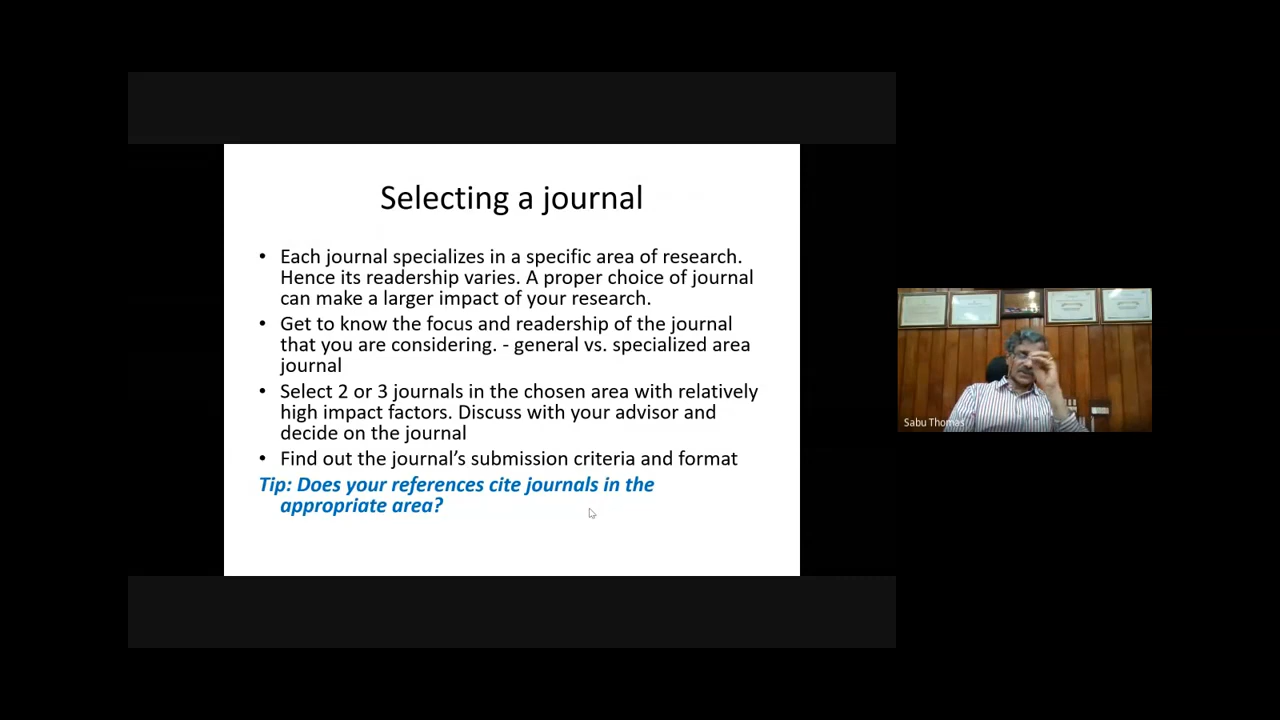 Selecting a journal
• Each journal specializes in a specific area of research.
Hence its readership varies. A proper choice of journal
can make a larger impact of your research.
• Get to know the focus and readership of the journal
that you are considering. - general vs. specialized area
journal
• Select 2 or 3 journals in the chosen area with relatively
high impact factors. Discuss with your advisor and
decide on the journal
• Find out the journal’s submission criteria and format
Tip: Does your references cite journals in the
appropriate area?
Sabu Thomas